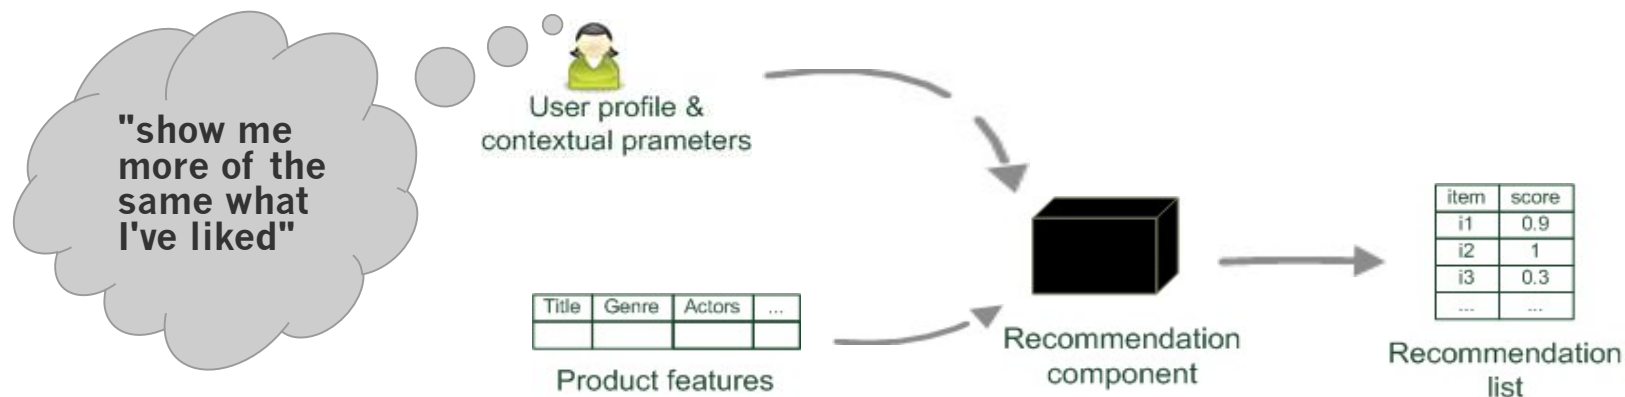 "show me
more of the
same what
I've liked"
User profile &
contextual prameters
Title Genre Actors ...
Product features
Recommendation
component
item score
i1 0.9
i2 1
i3 0.3
... ...
Recommendation
list